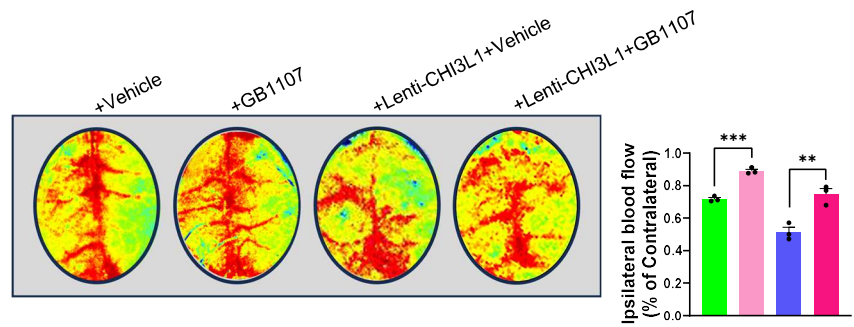 +Vehicle
+GB1107
+Lenti-CHI3L1+Vehicle
+Lenti-CHI3L1+GB1107
Ipsilateral blood flow
(% of Contralateral)
1.0
0.8
0.6
0.4
0.2
0.0
***
**